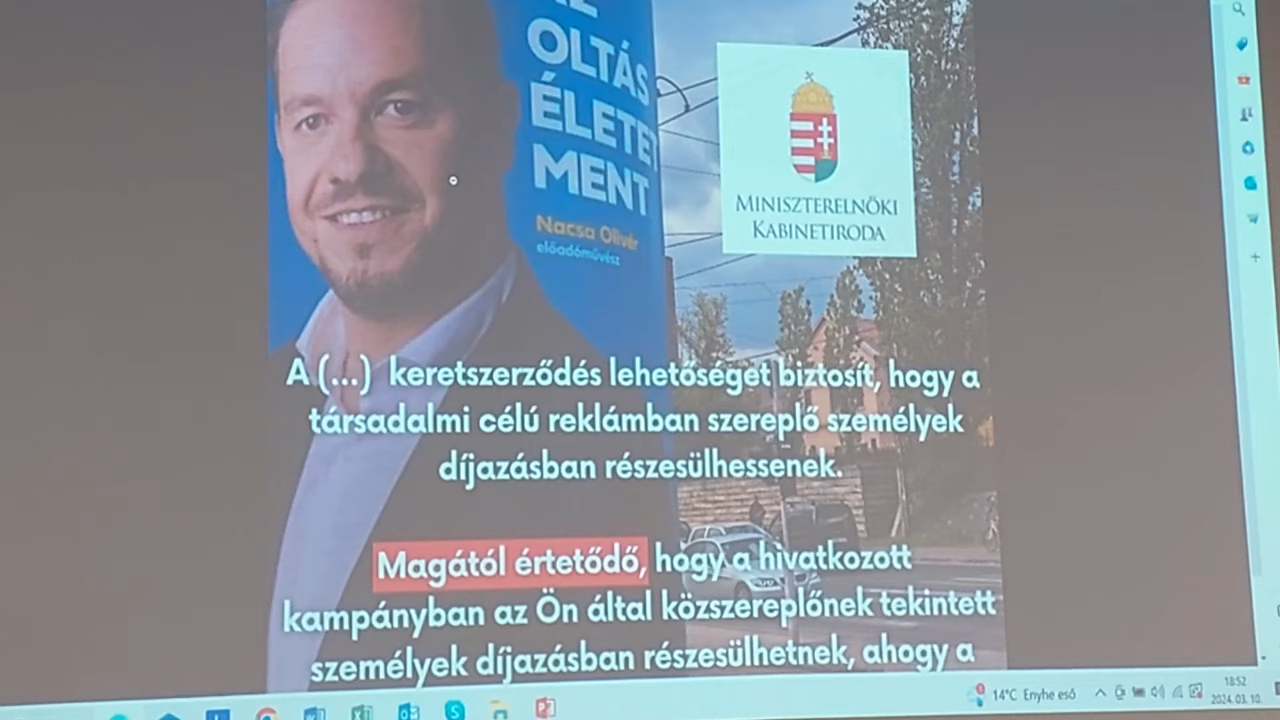 OLTÁS
ÉLETET
MENT
Nacsa Olivér
előadóművész
MINISZTERELNÖKI
KABINETIRODA
A (...) keretszerződés lehetőséget biztosít, hogy a
társadalmi célú reklámban szereplő személyek
díjazásban részesülhessenek.
Magától értetődő, hogy a hivatkozott
kampányban az Ön által közszereplőnek tekintett
személyek díjazásban részesülhetnek, ahogy a
14°C Enyhe eső
18:52
2024. 03. 10.